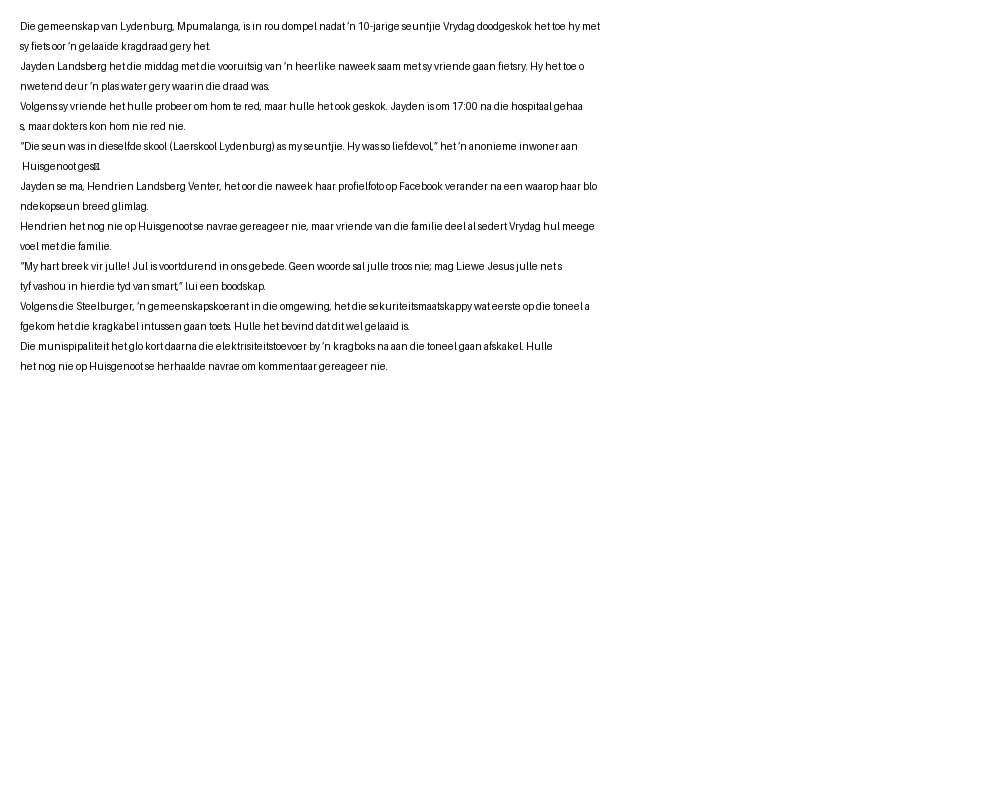 Die gemeenskap van Lydenburg, Mpumalanga, is in rou dompel nadat ’n 10-jarige seuntjie Vrydag doodgeskok het toe hy met
sy fiets oor ’n gelaaide kragdraad gery het.
Jayden Landsberg het die middag met die vooruitsig van ’n heerlike naweek saam met sy vriende gaan fietsry. Hy het toe o
nwetend deur ’n plas water gery waarin die draad was.
Volgens sy vriende het hulle probeer om hom te red, maar hulle het ook geskok. Jayden is om 17:00 na die hospitaal gehaa
s, maar dokters kon hom nie red nie.
“Die seun was in dieselfde skool (Laerskool Lydenburg) as my seuntjie. Hy was so liefdevol,” het ’n anonieme inwoner aan
Huisgenoot ges
Jayden se ma, Hendrien Landsberg Venter, het oor die naweek haar profielfoto op Facebook verander na een waarop haar blo
ndekopseun breed glimlag.
Hendrien het nog nie op Huisgenoot se navrae gereageer nie, maar vriende van die familie deel al sedert Vrydag hul meege
voel met die familie.
“My hart breek vir julle! Jul is voortdurend in ons gebede. Geen woorde sal julle troos nie; mag Liewe Jesus julle net s
tyf vashou in hierdie tyd van smart,” lui een boodskap.
Volgens die Steelburger, ’n gemeenskapskoerant in die omgewing, het die sekuriteitsmaatskappy wat eerste op die toneel a
fgekom het die kragkabel intussen gaan toets. Hulle het bevind dat dit wel gelaaid is.
Die munispipaliteit het glo kort daarna die elektrisiteitstoevoer by ’n kragboks na aan die toneel gaan afskakel. Hulle
het nog nie op Huisgenoot se herhaalde navrae om kommentaar gereageer nie.